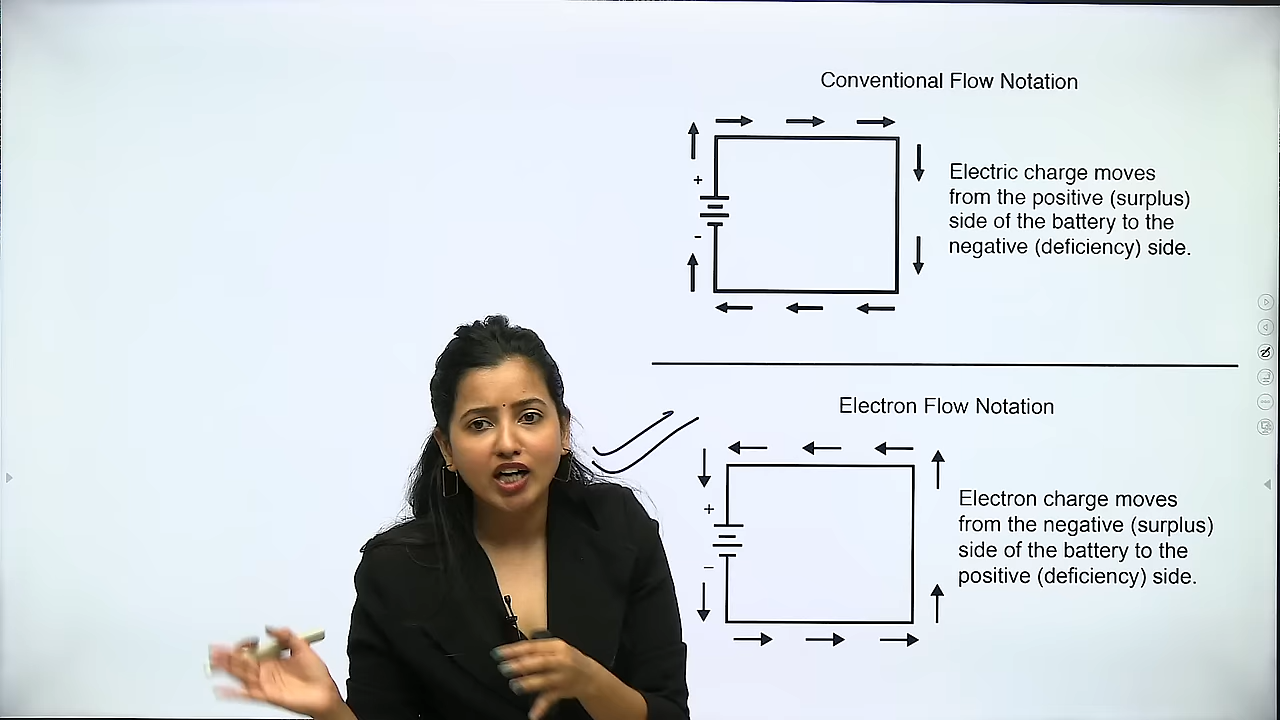 Conventional Flow Notation
+
-
Electric charge moves
from the positive (surplus)
side of the battery to the
negative (deficiency) side.
Electron Flow Notation
+
-
Electron charge moves
from the negative (surplus)
side of the battery to the
positive (deficiency) side.